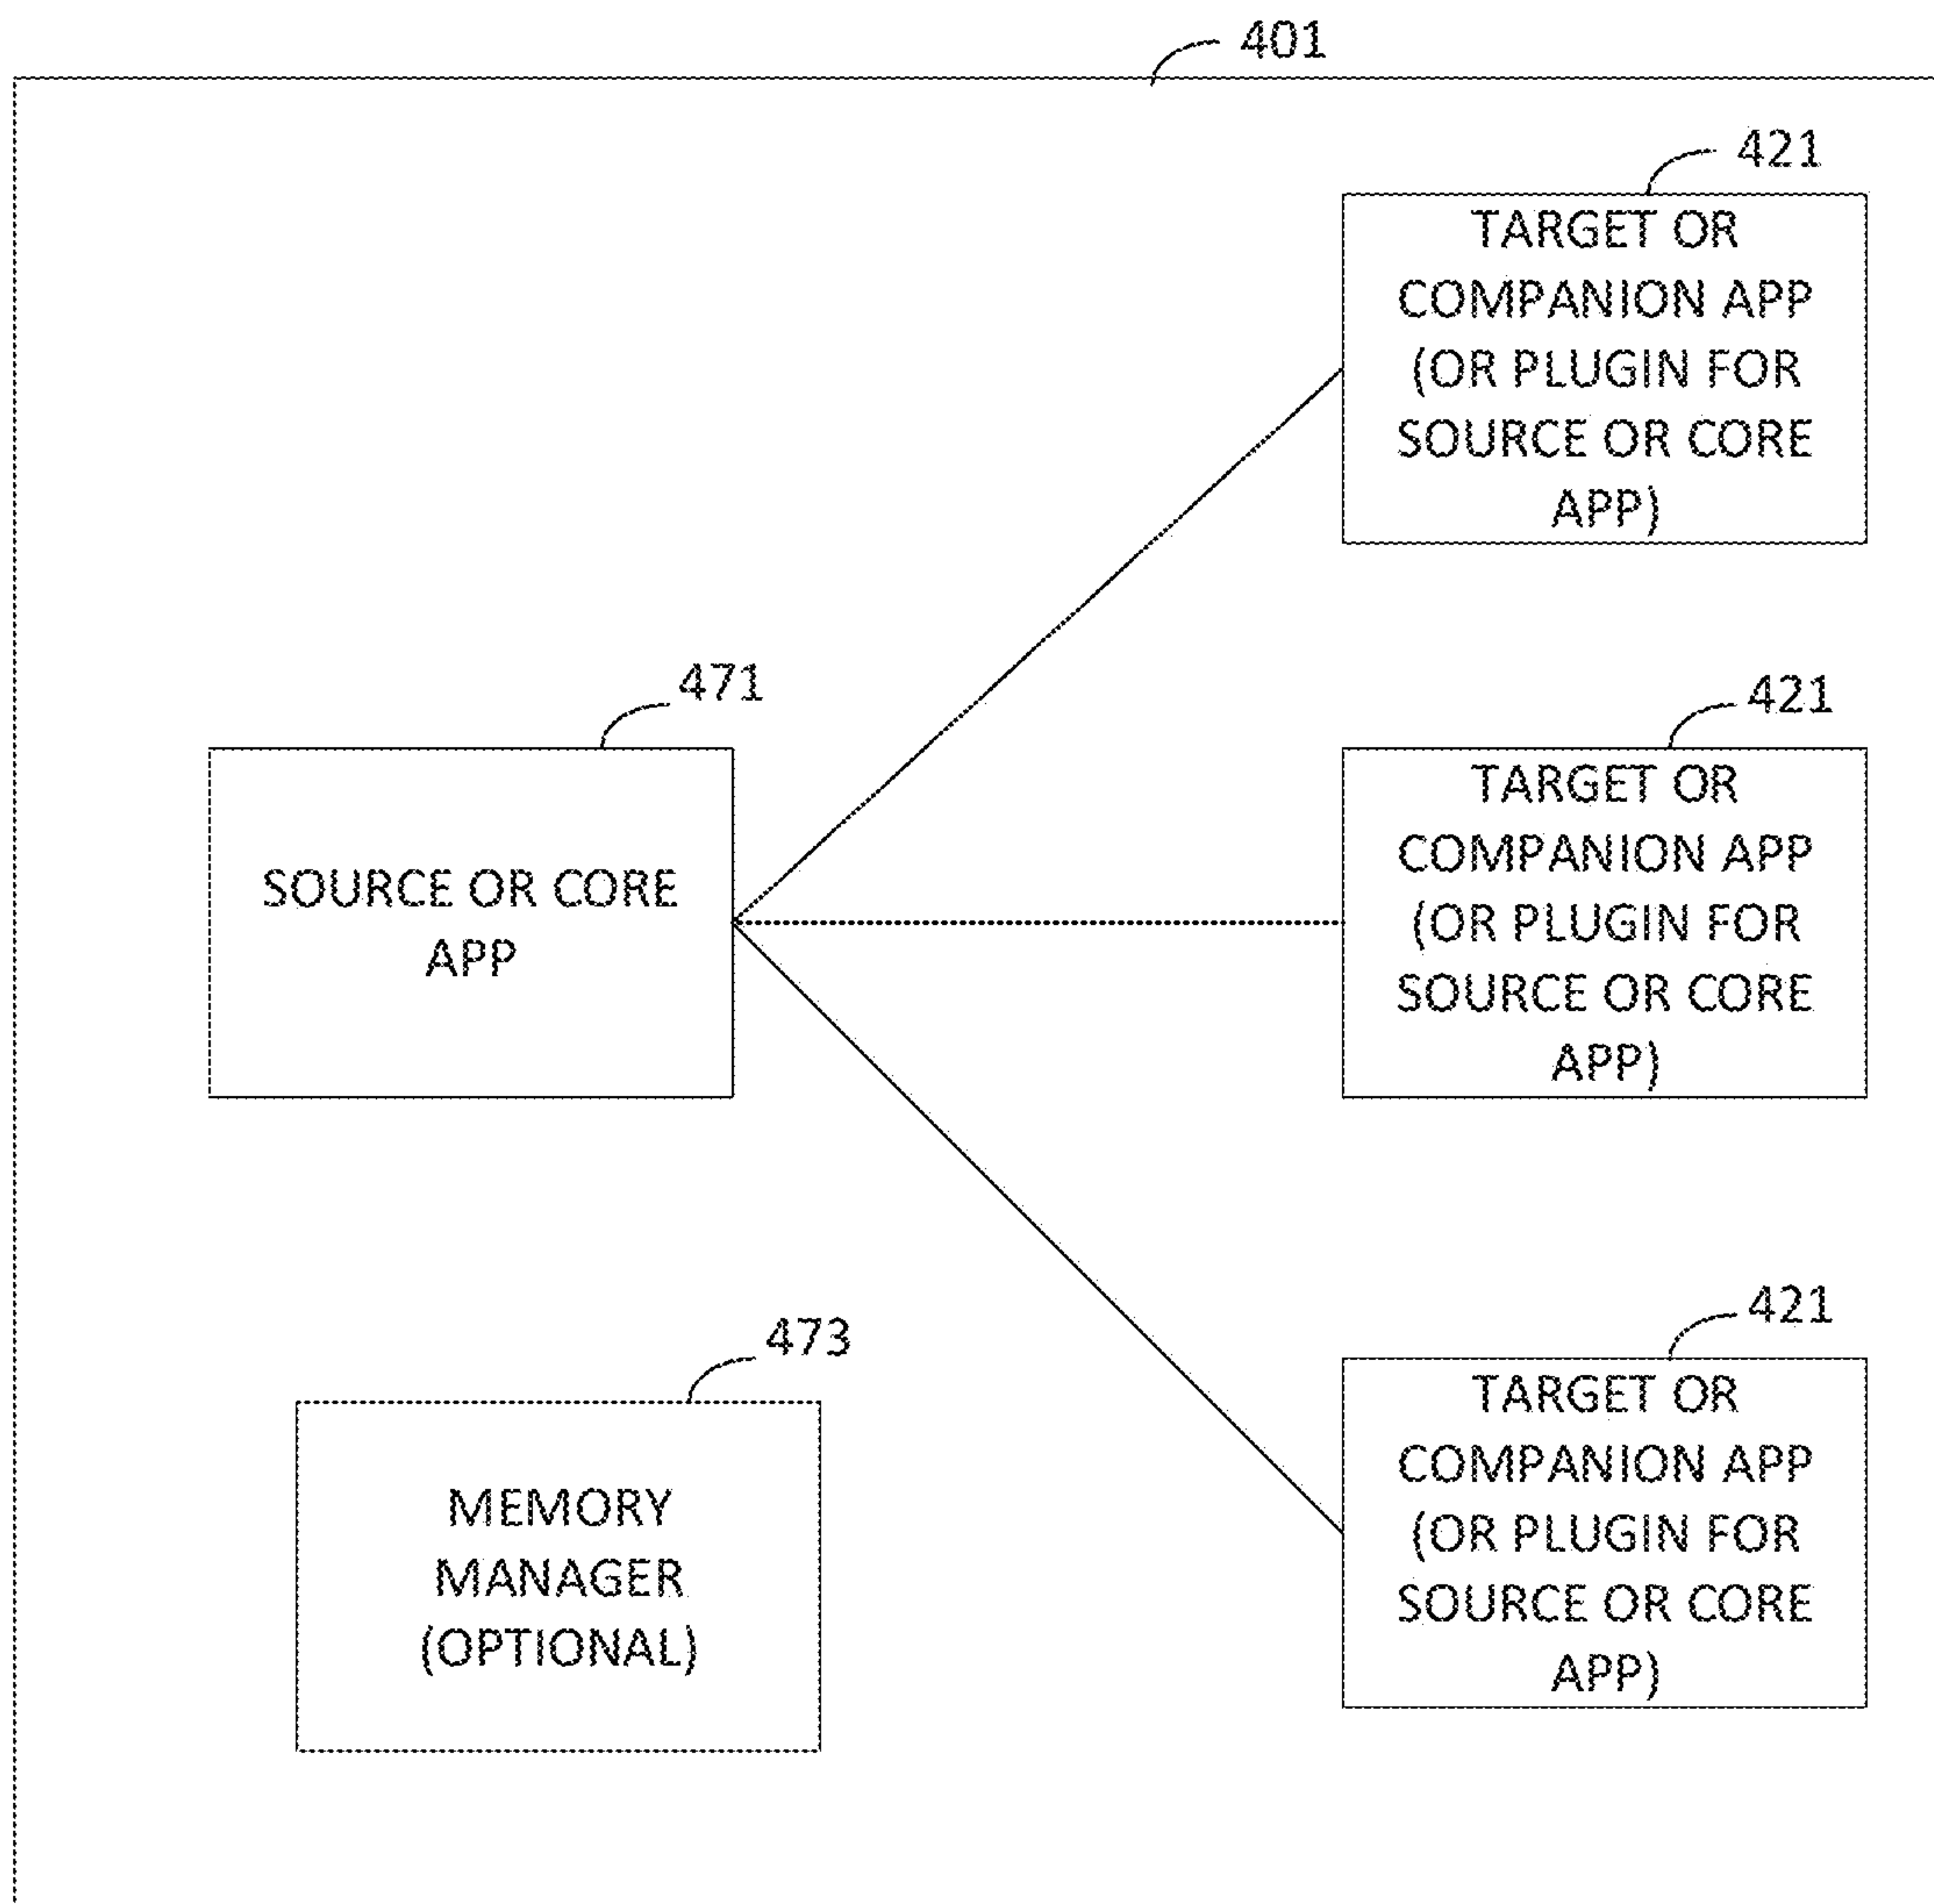 401
421
TARGET OR
COMPANION APP
(OR PLUGIN FOR
SOURCE OR CORE
APP)
471
SOURCE OR CORE
APP
421
TARGET OR
COMPANION APP
(OR PLUGIN FOR
SOURCE OR CORE
APP)
473
MEMORY
MANAGER
(OPTIONAL)
421
TARGET OR
COMPANION APP
(OR PLUGIN FOR
SOURCE OR CORE
APP)